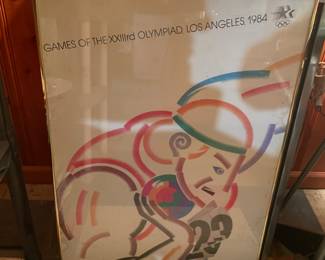 GAMES OF THE XXIIIrd OLYMPIAD, LOS ANGELES, 1984
23